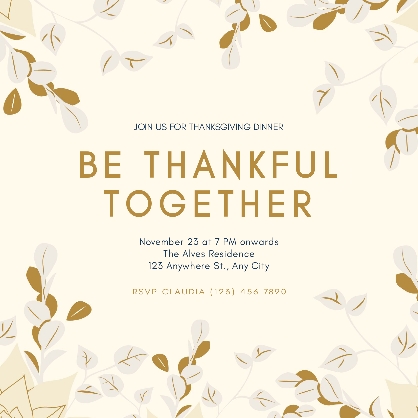 JOIN US FOR THANKSGIVING DINNER
BE THANKFUL
TOGETHER
November 23 at 7 PM onwards
The Alves Residence
123 Anywhere St., Any City
RSVP CLAUDIA (126) 456 7890